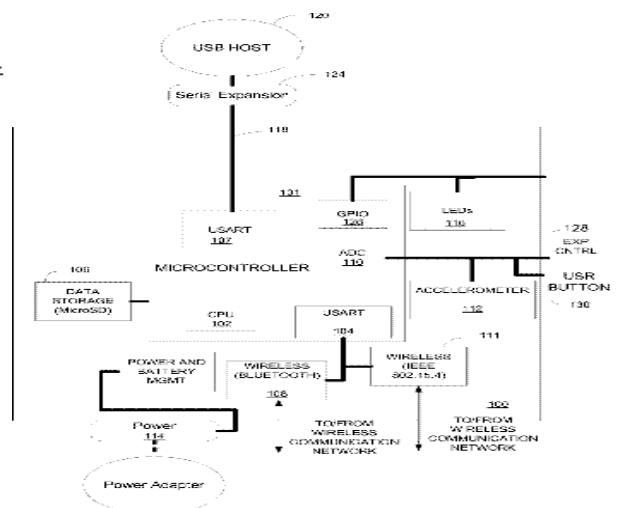 120
USB HOST
124
Serial Expansion
118
101
GPIO
126
LEDs
116
USART
107
128
EXP
CNTRL
ADC
110
MICROCONTROLLER
USR
BUTTON
130
106
DATA
STORAGE
(MicroSD)
ACCELEROMETER
112
CPU
102
USART
104
111
POWER AND
BATTERY
MGMT
WIRELESS
(BLUETOOTH)
108
WIRELESS
(IEEE
802.15.4)
100
Power
114
TO/FROM
WIRELESS
COMMUNICATION
NETWORK
TO/FROM
WIRELESS
COMMUNICATION
NETWORK
Power Adapter